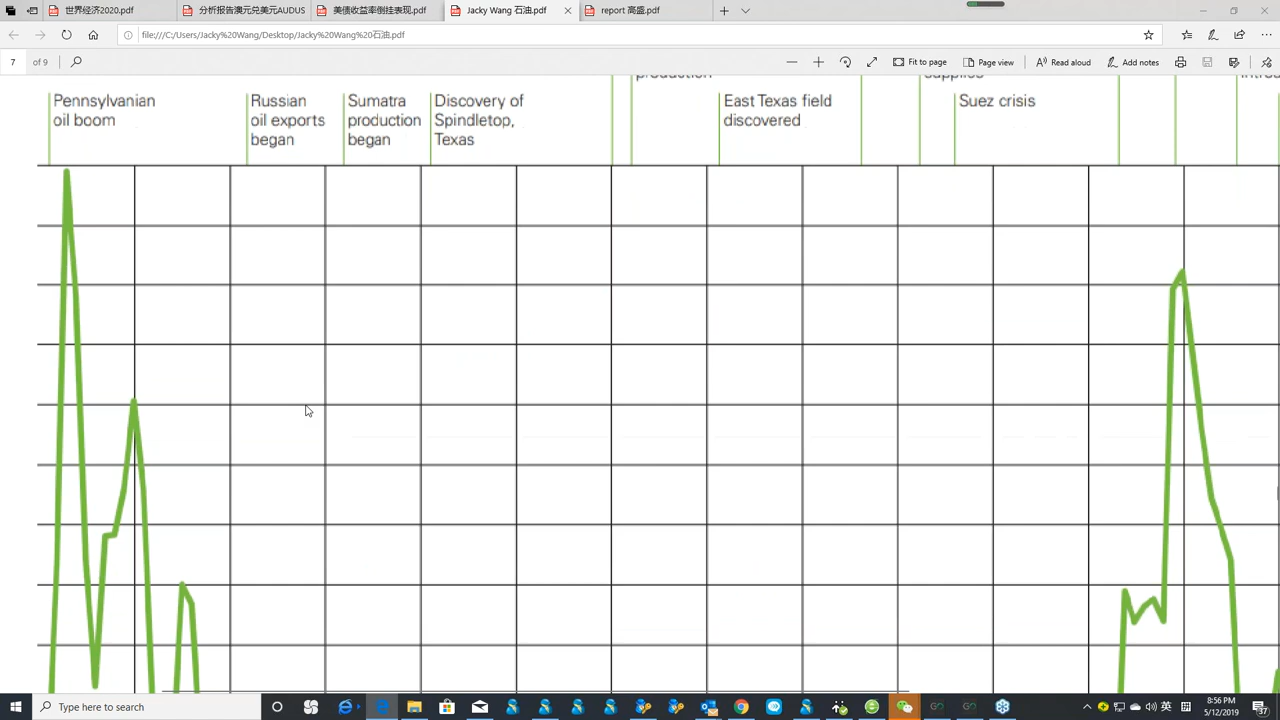 世界经济2020.pdf
分析报告澳元兑美元AUDUS
美债收益率倒挂表现.pdf
Jacky Wang 石油.pdf
report 高盛.pdf
file:///C:/Users/Jacky%20Wang/Desktop/Jacky%20Wang%20石油.pdf
7 of 9
Fit to page
Page view
Read aloud
Add notes
production
supplies
Pennsylvanian
oil boom
Russian
oil exports
began
Sumatra
production
began
Discovery of
Spindletop,
Texas
East Texas field
discovered
Suez crisis
Type here to search
英
拼
8:56 PM
5/12/2019